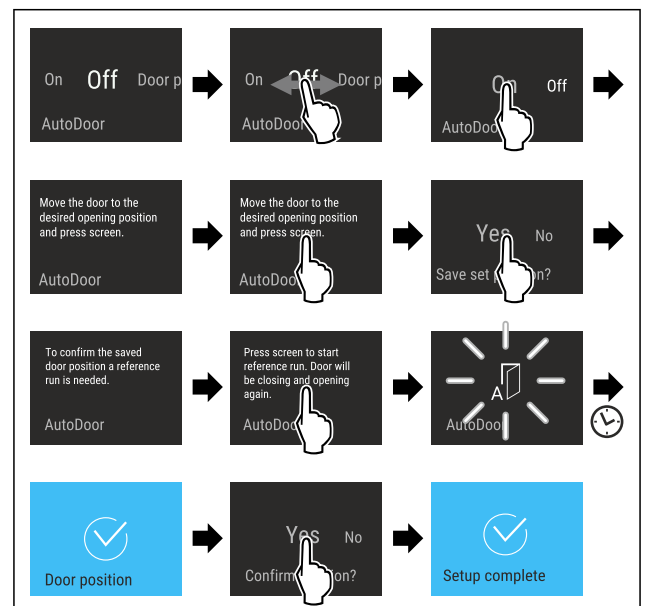 On Off Door p
AutoDoor
On Off Door p
AutoDoor
On Off
AutoDoo
Move the door to the
desired opening position
and press screen.
AutoDoor
Move the door to the
desired opening position
and press screen.
AutoDoo
Yes No
Save set p n?
To confirm the saved
door position a reference
run is needed.
AutoDoor
Press screen to start
reference run. Door will
be closing and opening
again.
AutoDoo
A
AutoDoo
Door position
Yes No
Confirm on?
Setup complete